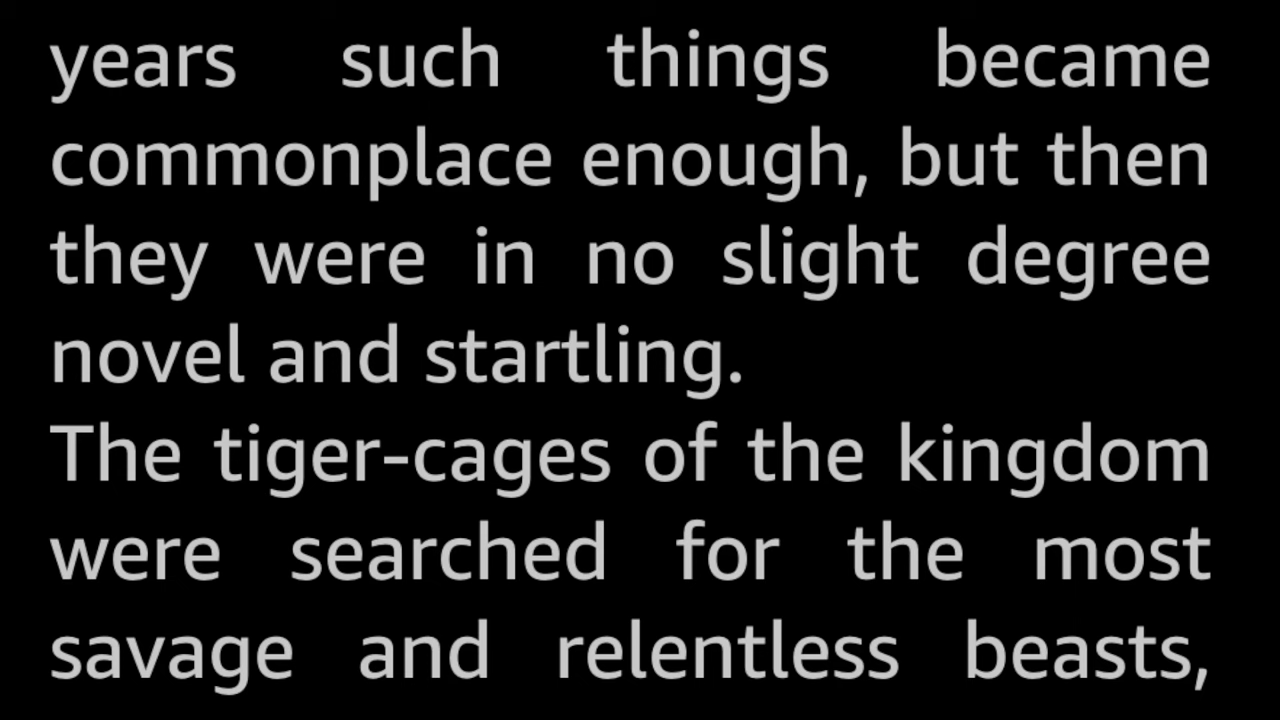 years such things became
commonplace enough, but then
they were in no slight degree
novel and startling.
The tiger-cages of the kingdom
were searched for the most
savage and relentless beasts,